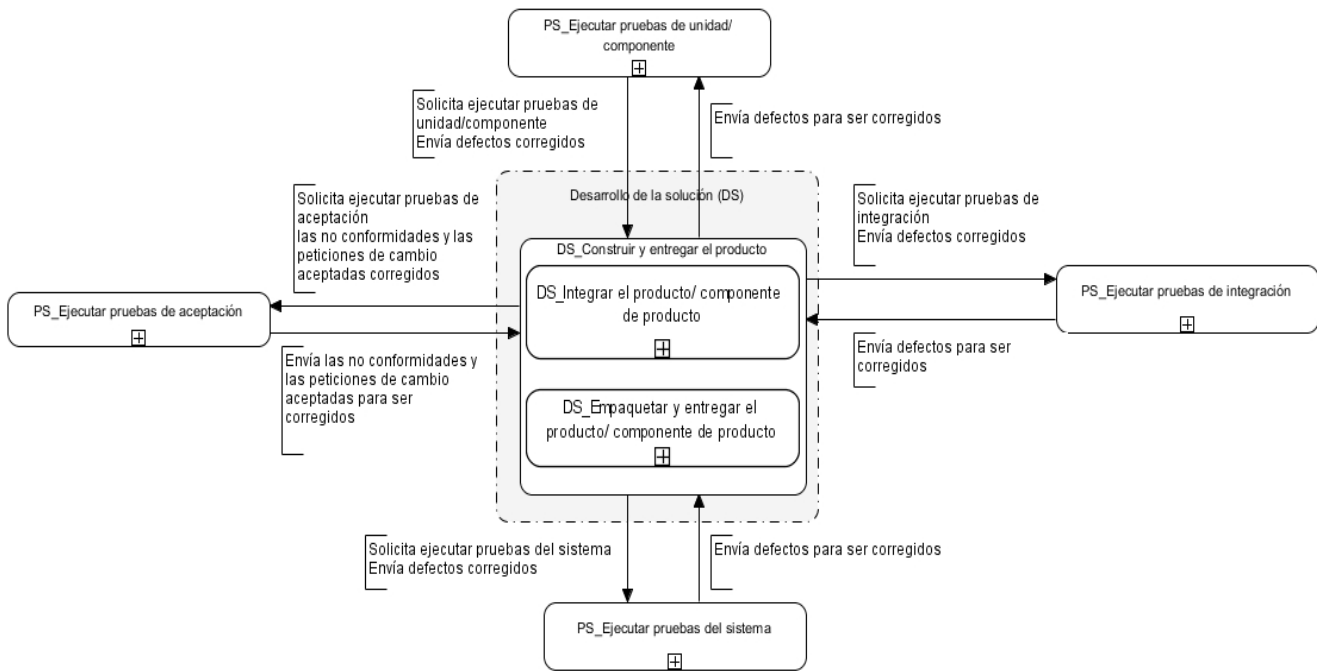 PS_Ejecutar pruebas de unidad/
componente
Solicita ejecutar pruebas de
unidad/componente
Envía defectos corregidos
Envía defectos para ser corregidos
Desarrollo de la solución (DS)
Solicita ejecutar pruebas de
aceptación
las no conformidades y las
peticiones de cambio
aceptadas corregidos
Solicita ejecutar pruebas de
integración
Envía defectos corregidos
DS_Construir y entregar el producto
DS_Integrar el producto/ componente
de producto
PS_Ejecutar pruebas de aceptación
PS_Ejecutar pruebas de integración
Envía las no conformidades y
las peticiones de cambio
aceptadas para ser
corregidos
Envía defectos para ser
corregidos
DS_Empaquetar y entregar el
producto/ componente de producto
Solicita ejecutar pruebas del sistema
Envía defectos corregidos
Envía defectos para ser corregidos
PS_Ejecutar pruebas del sistema